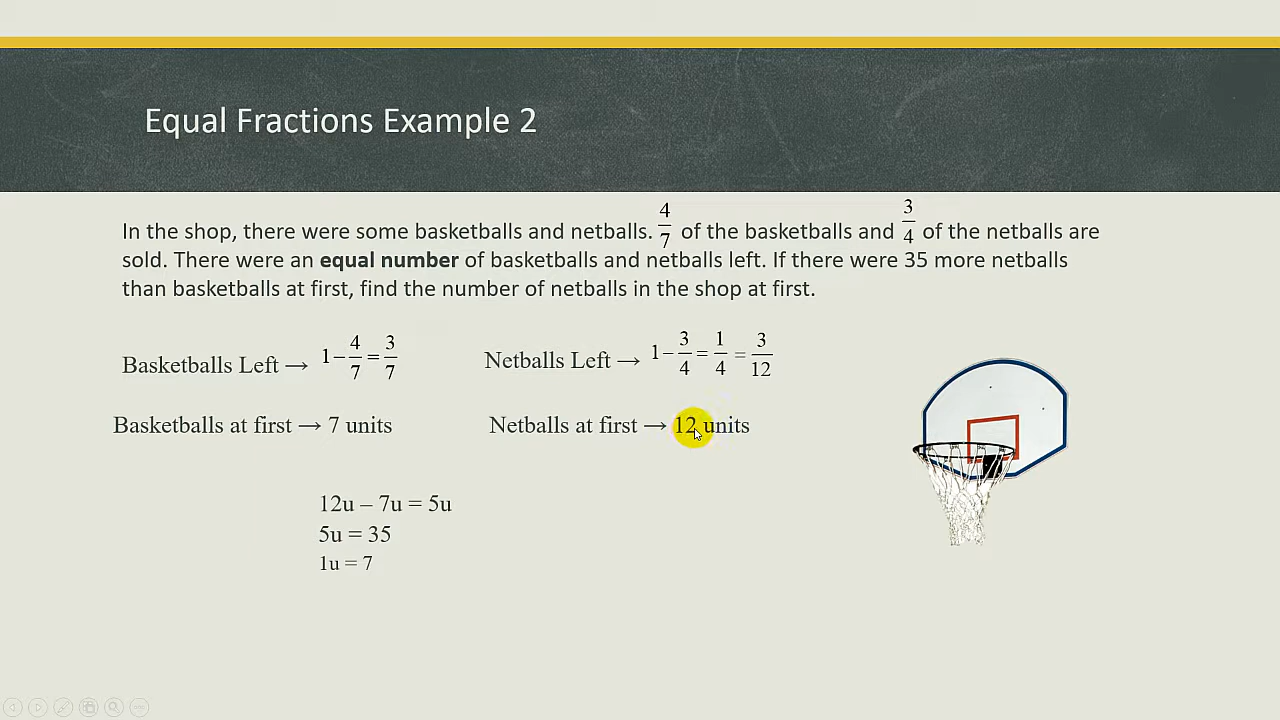 Equal Fractions Example 2
In the shop, there were some basketballs and netballs. 4/7 of the basketballs and 3/4 of the netballs are
sold. There were an equal number of basketballs and netballs left. If there were 35 more netballs
than basketballs at first, find the number of netballs in the shop at first.
Basketballs Left → 1 − 4/7 = 3/7
Netballs Left → 1 − 3/4 = 1/4 = 3/12
Basketballs at first → 7 units
Netballs at first → 12 units
12u – 7u = 5u
5u = 35
1u = 7